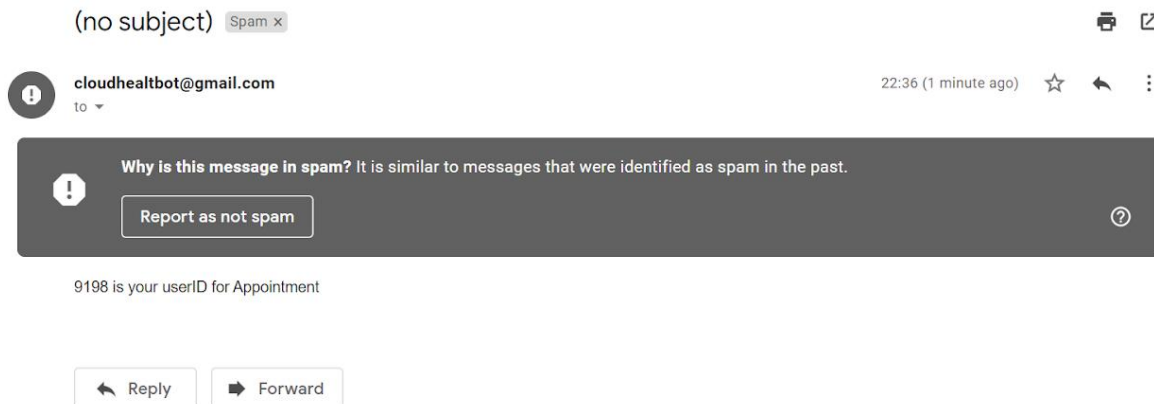 (no subject) Spam x
cloudhealtbot@gmail.com 22:36 (1 minute ago)
to
Why is this message in spam? It is similar to messages that were identified as spam in the past.
Report as not spam
9198 is your userID for Appointment
Reply Forward